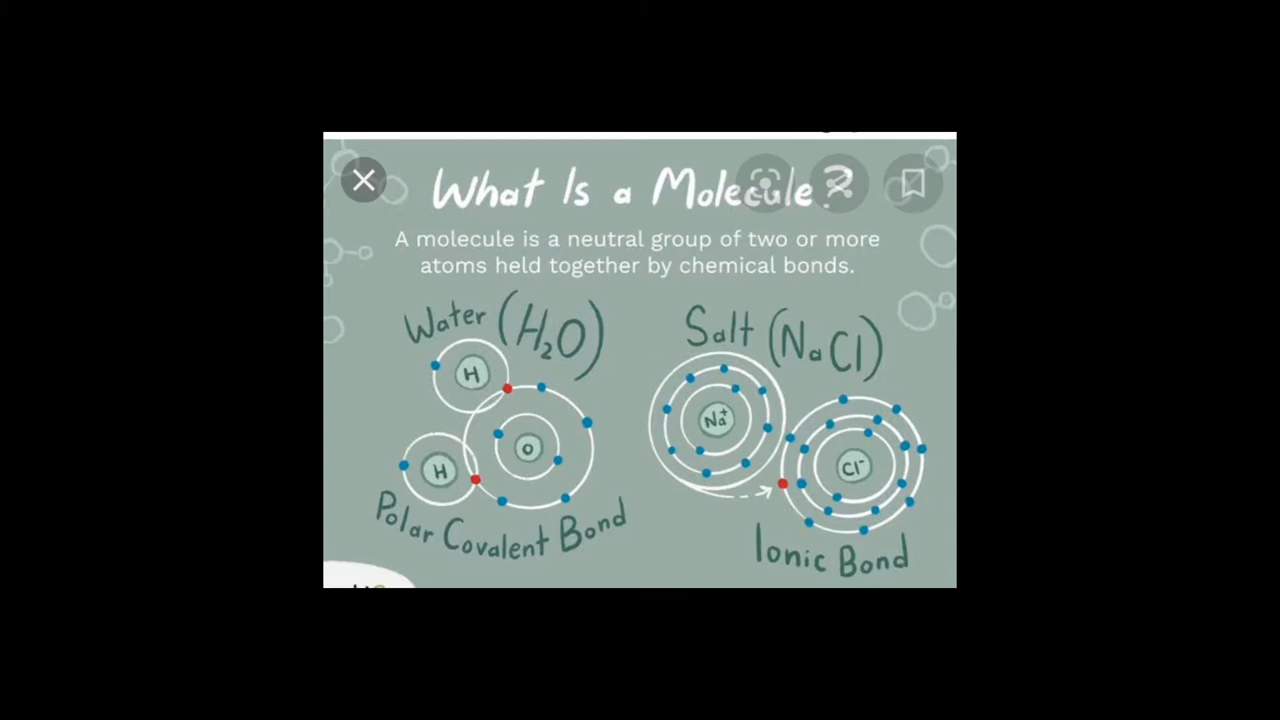 What Is a Molecule?
A molecule is a neutral group of two or more
atoms held together by chemical bonds.
Water (H₂O)
H
O
H
Polar Covalent Bond
Salt (NaCl)
Na⁺
Cl⁻
Ionic Bond